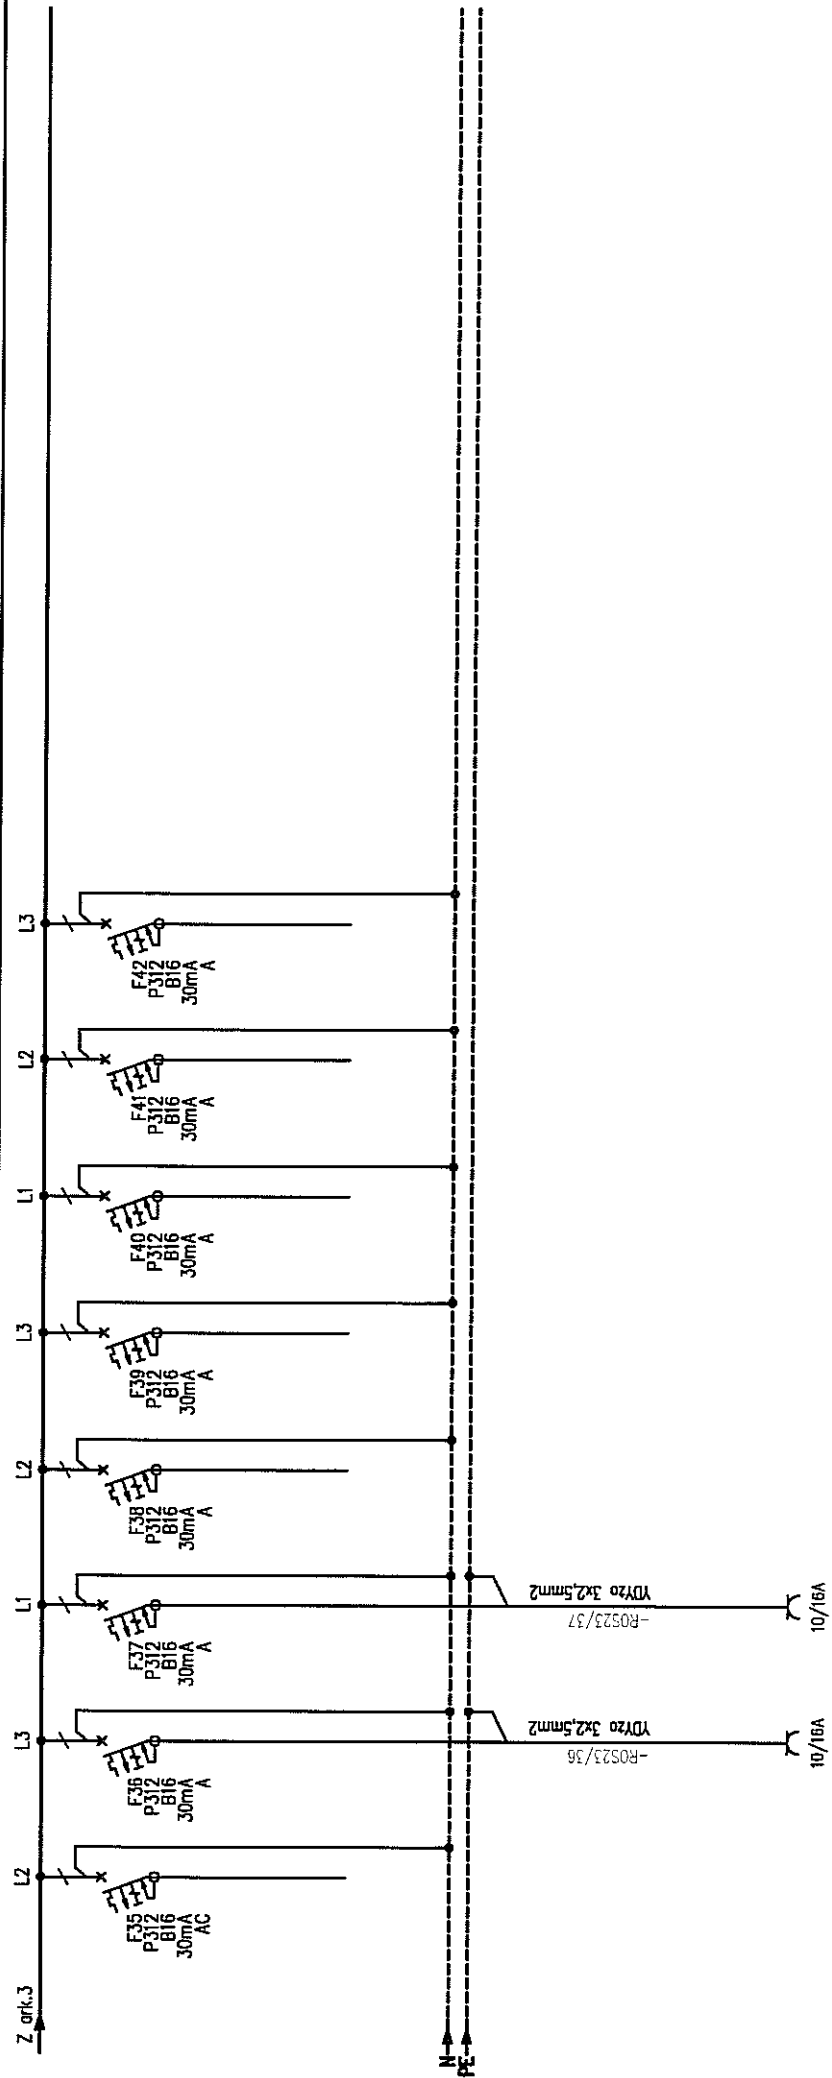 Z ark.3
L2
F35
P312
B16
30mA
AC
L3
F36
P312
B16
30mA
A
L1
F37
P312
B16
30mA
A
L2
F38
P312
B16
30mA
A
L3
F39
P312
B16
30mA
A
L1
F40
P312
B16
30mA
A
L2
F41
P312
B16
30mA
A
L3
F42
P312
B16
30mA
A
N
PE
-ROS23/36
YDYżo 3x2,5mm2
10/16A
-ROS23/37
YDYżo 3x2,5mm2
10/16A